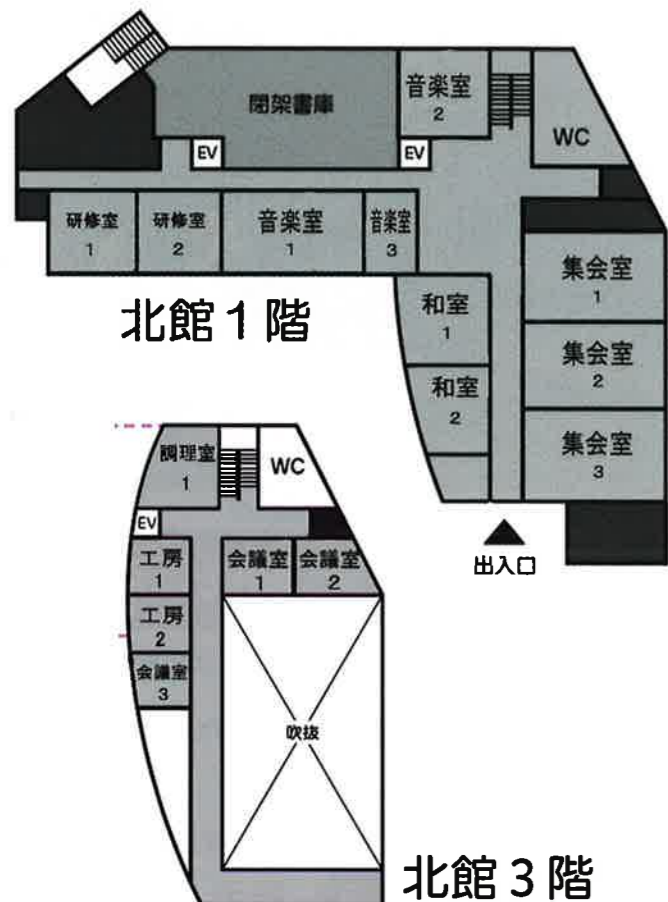 閉架書庫
音楽室
2
WC
EV
EV
研修室
1
研修室
2
音楽室
1
音楽室
3
集会室
1
和室
1
北館1階
集会室
2
和室
2
集会室
3
出入口
調理室
1
WC
EV
工房
1
会議室
1
会議室
2
工房
2
会議室
3
吹抜
北館3階